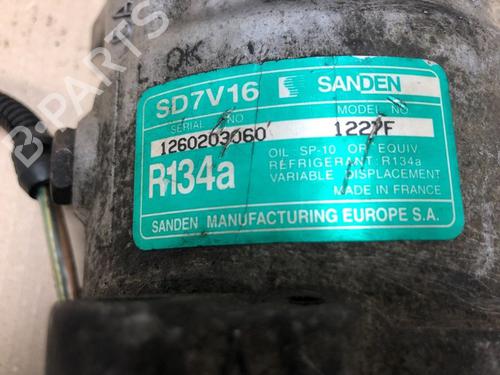 OK
SD7V16 SANDEN
SERIAL NO MODEL NO
1260203060
OIL SP-10 OR EQUIV
REFRIGERANT R134a
R134a
VARIABLE DISPLACEMENT
MADE IN FRANCE
SANDEN MANUFACTURING EUROPE S.A.
B-PARTS